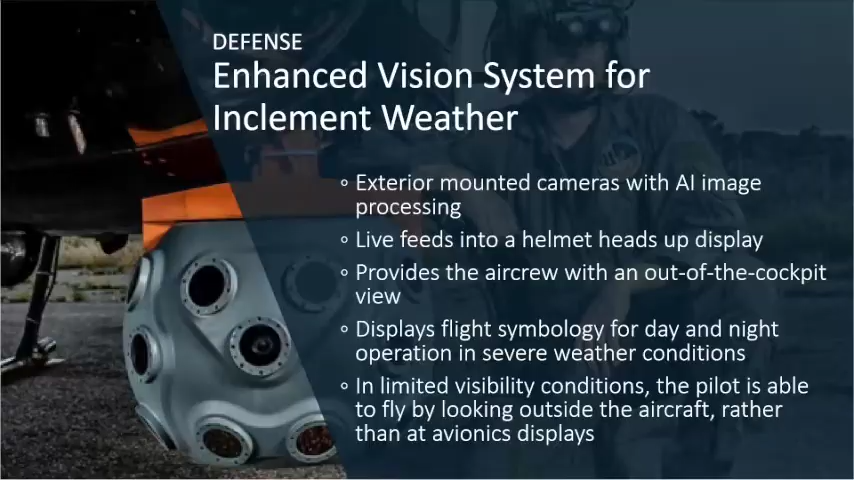 DEFENSE
Enhanced Vision System for
Inclement Weather
◦ Exterior mounted cameras with AI image
processing
◦ Live feeds into a helmet heads up display
◦ Provides the aircrew with an out-of-the-cockpit
view
◦ Displays flight symbology for day and night
operation in severe weather conditions
◦ In limited visibility conditions, the pilot is able
to fly by looking outside the aircraft, rather
than at avionics displays